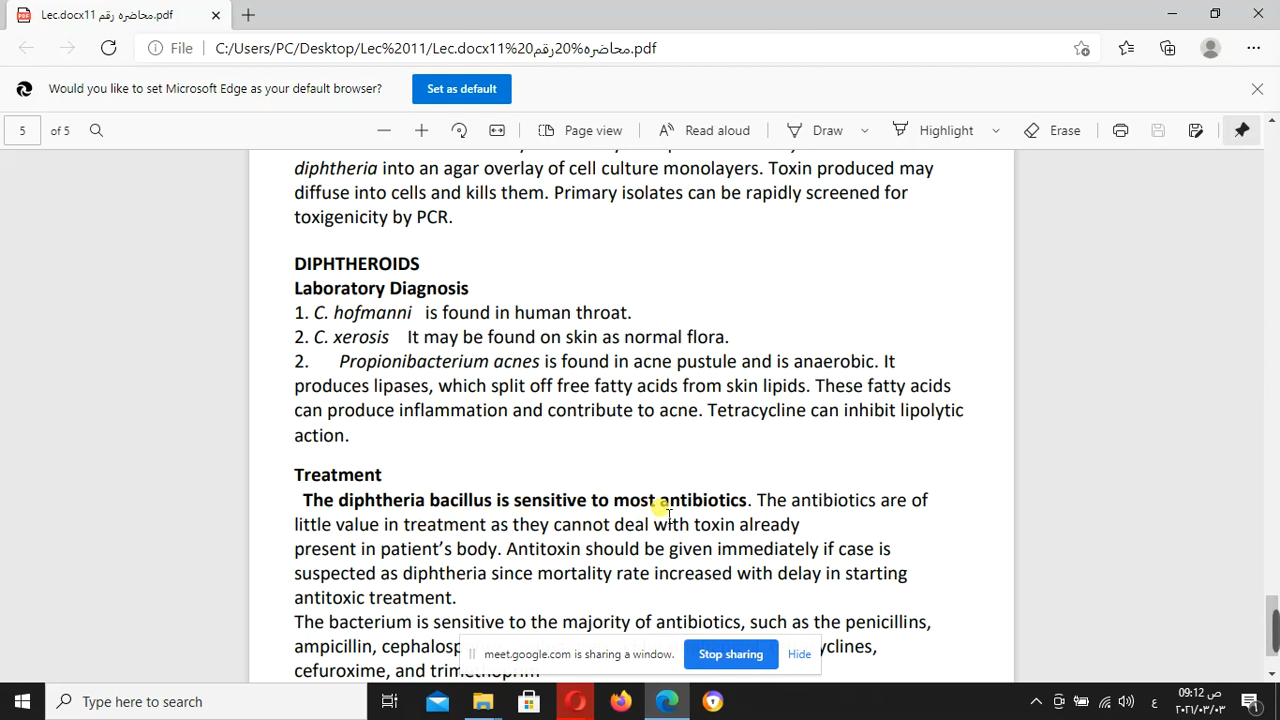 Lec.docx11 محاضره رقم.pdf
File
C:/Users/PC/Desktop/Lec%2011/Lec.docx11%20محاضره%20رقم.pdf
Would you like to set Microsoft Edge as your default browser?
Set as default
5 of 5
Page view
Read aloud
Draw
Highlight
Erase
diphtheria into an agar overlay of cell culture monolayers. Toxin produced may
diffuse into cells and kills them. Primary isolates can be rapidly screened for
toxigenicity by PCR.
DIPHTHEROIDS
Laboratory Diagnosis
1. C. hofmanni is found in human throat.
2. C. xerosis It may be found on skin as normal flora.
2. Propionibacterium acnes is found in acne pustule and is anaerobic. It
produces lipases, which split off free fatty acids from skin lipids. These fatty acids
can produce inflammation and contribute to acne. Tetracycline can inhibit lipolytic
action.
Treatment
The diphtheria bacillus is sensitive to most antibiotics. The antibiotics are of
little value in treatment as they cannot deal with toxin already
present in patient’s body. Antitoxin should be given immediately if case is
suspected as diphtheria since mortality rate increased with delay in starting
antitoxic treatment.
The bacterium is sensitive to the majority of antibiotics, such as the penicillins,
ampicillin, cephalosp
yclines,
cefuroxime, and trimethoprim
meet.google.com is sharing a window.
Stop sharing
Hide
Type here to search
ع
09:12 ص
٢٠٢١/٠٣/٠٣
1